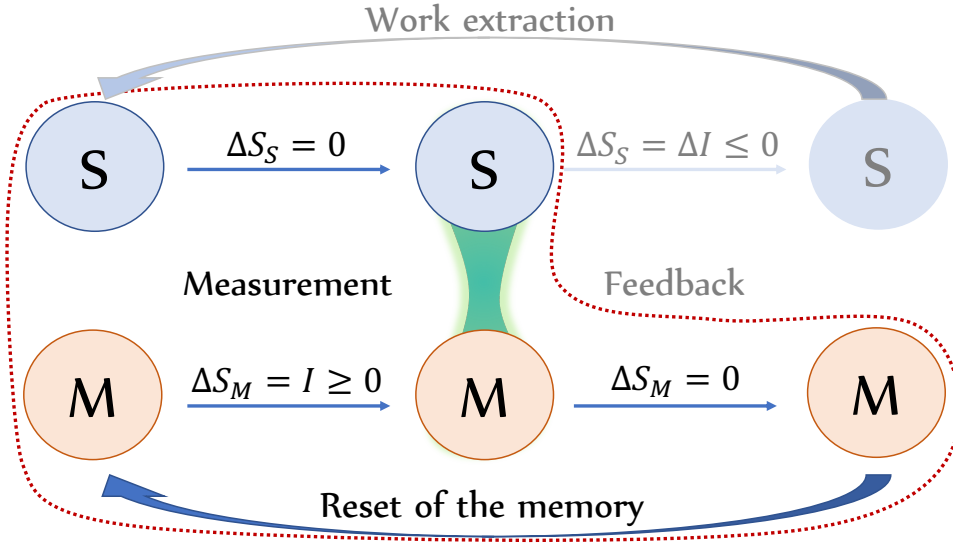 Work extraction
S
ΔS_S = 0
S
ΔS_S = ΔI ≤ 0
S
Measurement
Feedback
M
ΔS_M = I ≥ 0
M
ΔS_M = 0
M
Reset of the memory